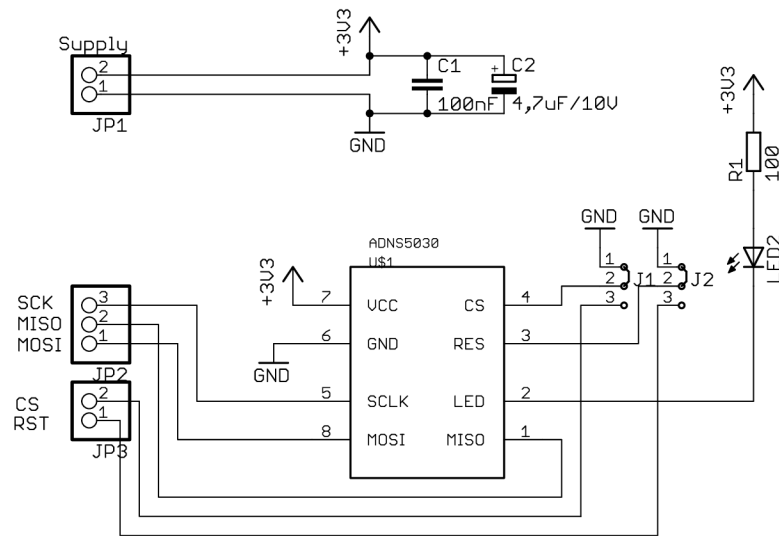 Supply
2
1
JP1
+3V3
C1
100nF
C2
+
4,7uF/10V
GND
+3V3
R1
100
LED2
GND
GND
1
2
3
J1
1
2
3
J2
ADNS5030
U$1
+3V3
7
VCC
CS
4
6
GND
RES
3
GND
5
SCLK
LED
2
8
MOSI
MISO
1
SCK
MISO
MOSI
3
2
1
JP2
CS
RST
2
1
JP3